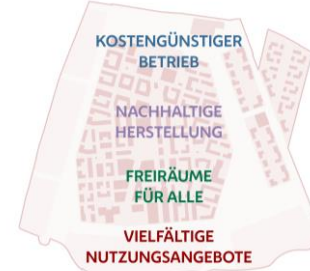 KOSTENGÜNSTIGER
BETRIEB
NACHHALTIGE
HERSTELLUNG
FREIRÄUME
FÜR ALLE
VIELFÄLTIGE
NUTZUNGSANGEBOTE